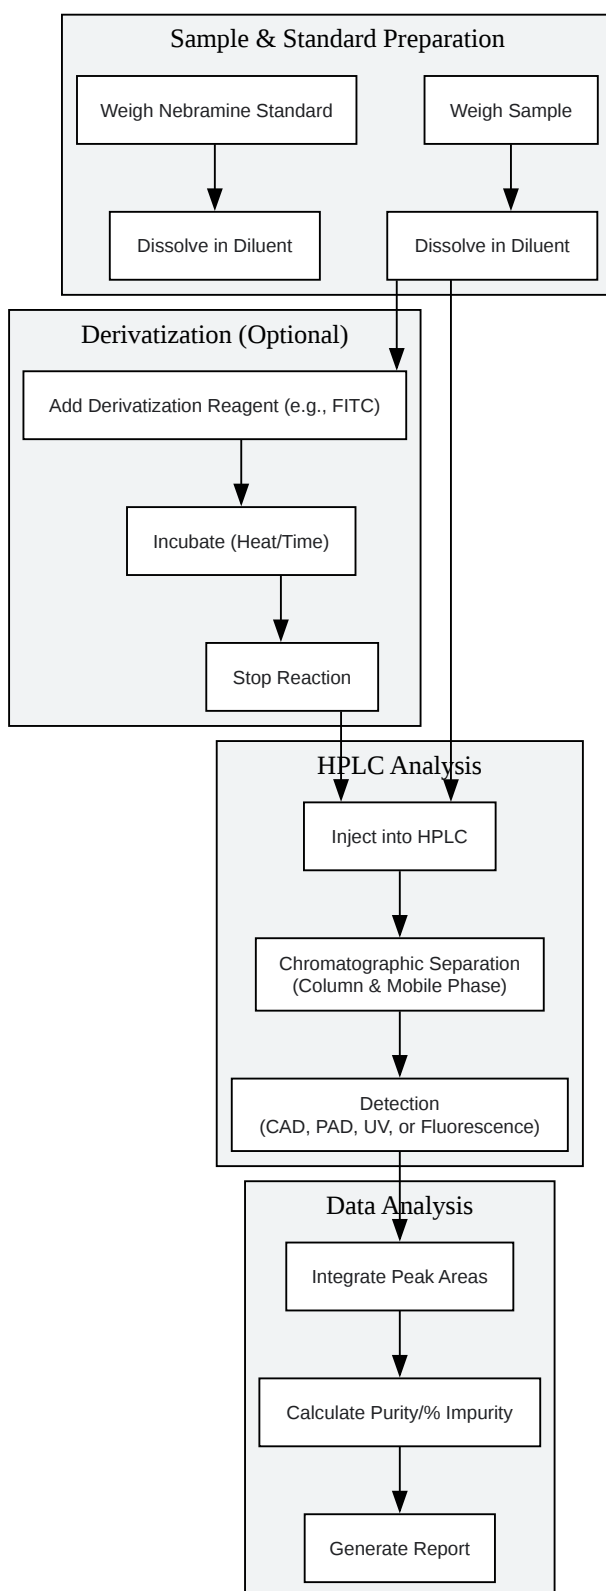 Sample & Standard Preparation
Weigh Nebramine Standard
Weigh Sample
Dissolve in Diluent
Dissolve in Diluent
Derivatization (Optional)
Add Derivatization Reagent (e.g., FITC)
Incubate (Heat/Time)
Stop Reaction
HPLC Analysis
Inject into HPLC
Chromatographic Separation
(Column & Mobile Phase)
Detection
(CAD, PAD, UV, or Fluorescence)
Data Analysis
Integrate Peak Areas
Calculate Purity/% Impurity
Generate Report